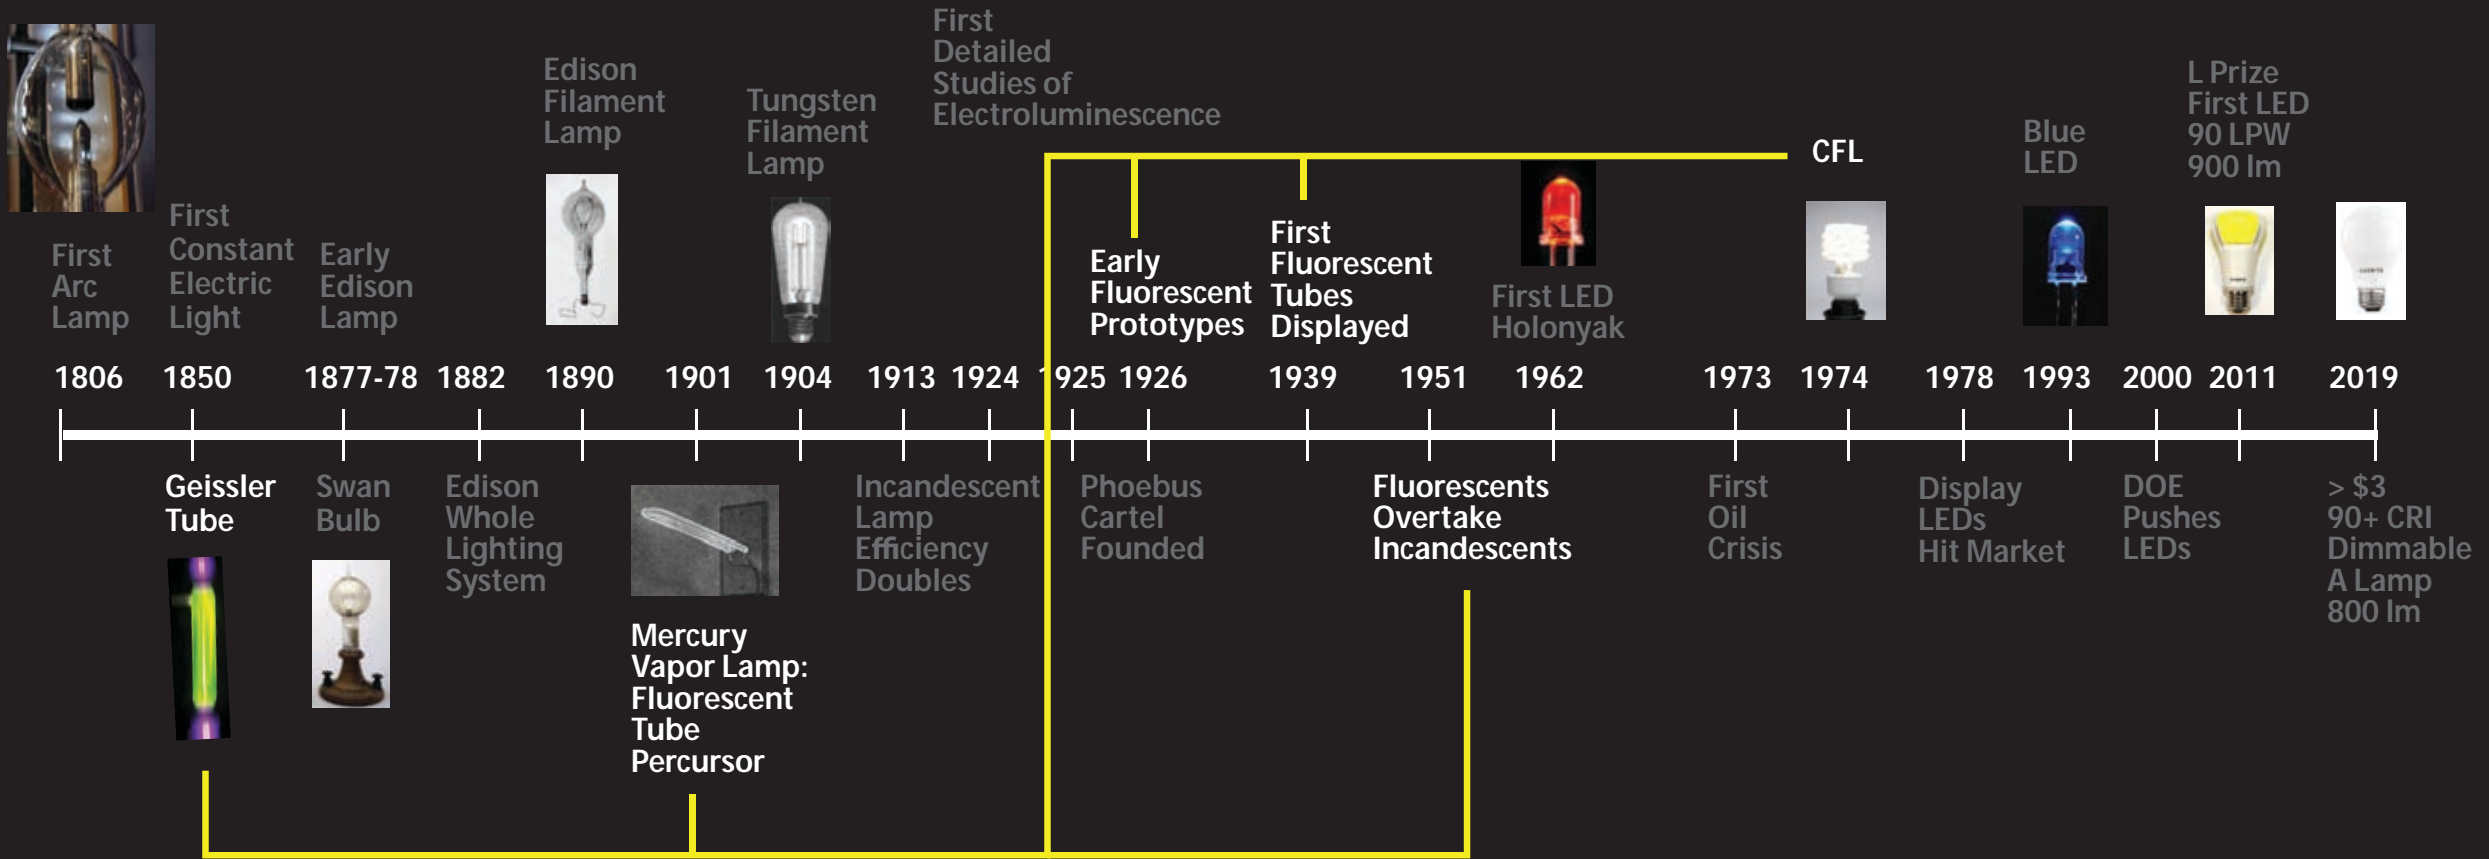 First
Arc
Lamp
First
Constant
Electric
Light
Early
Edison
Lamp
Edison
Filament
Lamp
Tungsten
Filament
Lamp
First
Detailed
Studies of
Electroluminescence
Early
Fluorescent
Prototypes
First
Fluorescent
Tubes
Displayed
First LED
Holonyak
CFL
Blue
LED
L Prize
First LED
90 LPW
900 lm
1806 1850 1877-78 1882 1890 1901 1904 1913 1924 1925 1926 1939 1951 1962 1973 1974 1978 1993 2000 2011 2019
Geissler
Tube
Swan
Bulb
Edison
Whole
Lighting
System
Mercury
Vapor Lamp:
Fluorescent
Tube
Percursor
Incandescent
Lamp
Efficiency
Doubles
Phoebus
Cartel
Founded
Fluorescents
Overtake
Incandescents
First
Oil
Crisis
Display
LEDs
Hit Market
DOE
Pushes
LEDs
> $3
90+ CRI
Dimmable
A Lamp
800 lm